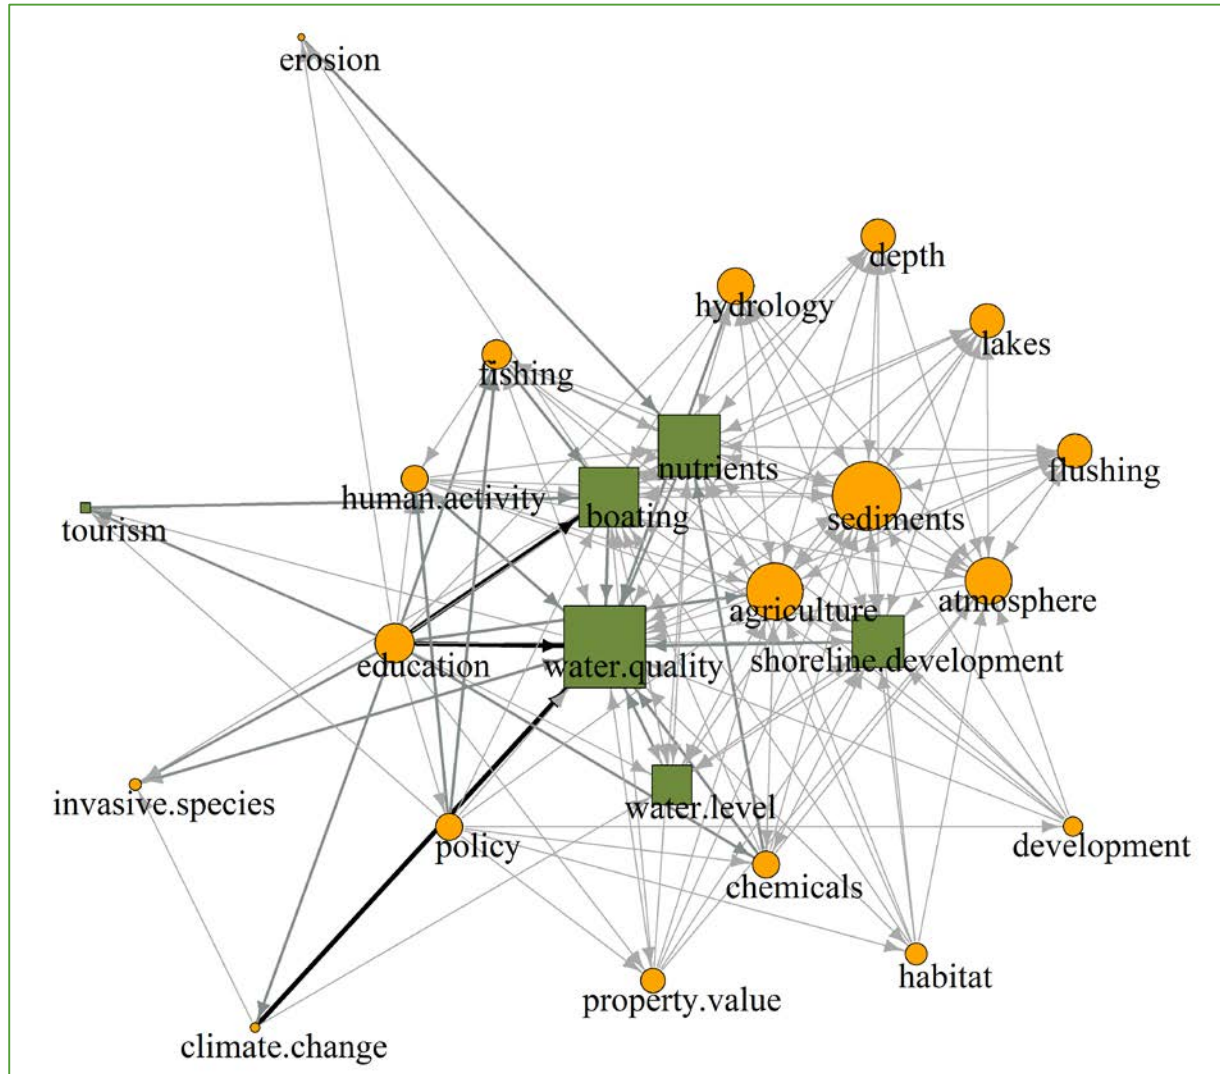 erosion
depth
hydrology
lakes
fishing
flushing
nutrients
human.activity
boating
sediments
tourism
agriculture
atmosphere
education
water.quality
shoreline.development
invasive.species
water.level
policy
development
chemicals
habitat
property.value
climate.change